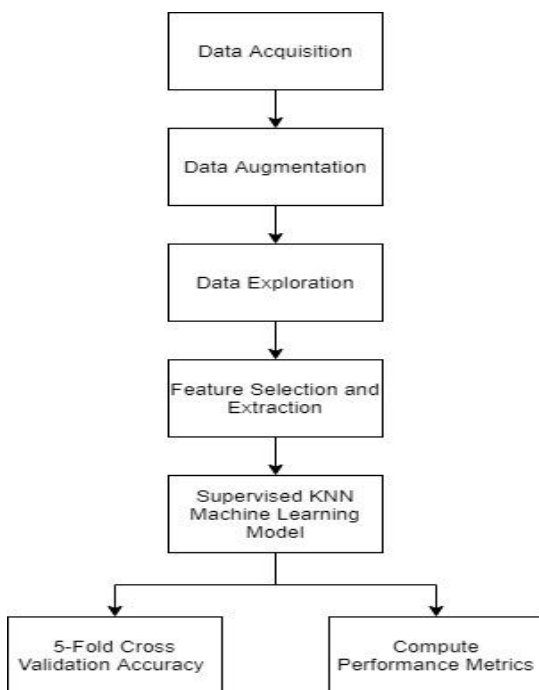 Data Acquisition
Data Augmentation
Data Exploration
Feature Selection and
Extraction
Supervised KNN
Machine Learning
Model
5-Fold Cross
Validation Accuracy
Compute
Performance Metrics